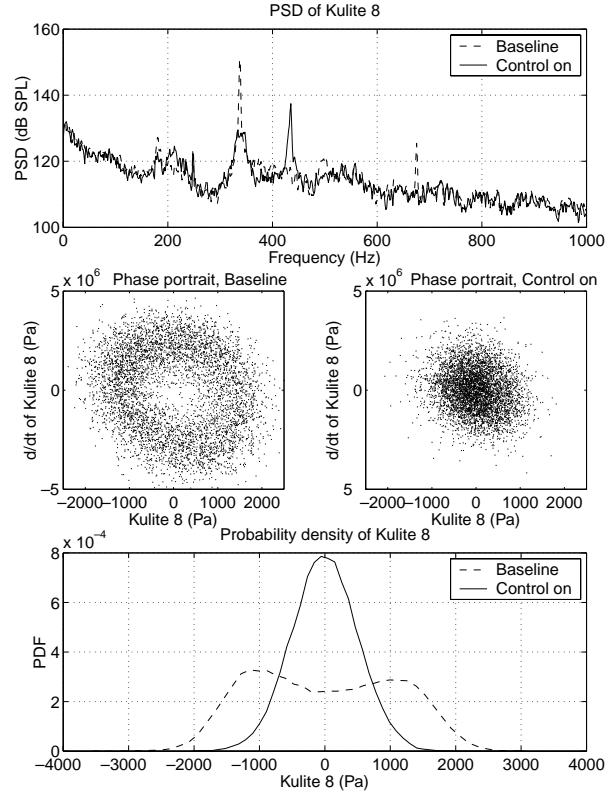 PSD of Kulite 8
160
140
120
100
PSD (dB SPL)
Baseline
Control on
0 200 400 600 800 1000
Frequency (Hz)
x 10^6 Phase portrait, Baseline
5
0
−5
d/dt of Kulite 8 (Pa)
−2000 −1000 0 1000 2000
Kulite 8 (Pa)
x 10^6 Phase portrait, Control on
5
0
5
d/dt of Kulite 8 (Pa)
−2000 −1000 0 1000 2000
Kulite 8 (Pa)
x 10^−4 Probability density of Kulite 8
8
6
4
2
0
PDF
Baseline
Control on
−4000 −3000 −2000 −1000 0 1000 2000 3000 4000
Kulite 8 (Pa)